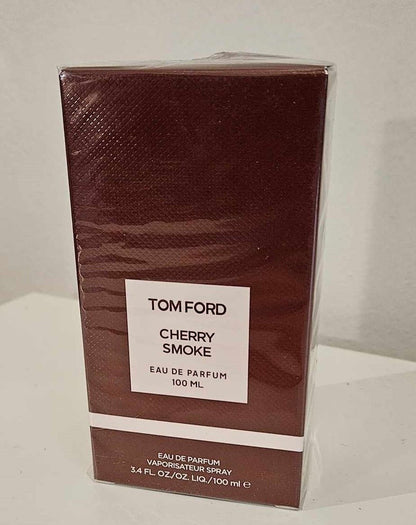 TOM FORD
CHERRY
SMOKE
EAU DE PARFUM
100 ML
EAU DE PARFUM
VAPORISATEUR SPRAY
3.4 FL. OZ./OZ. LIQ./100 ml ℮